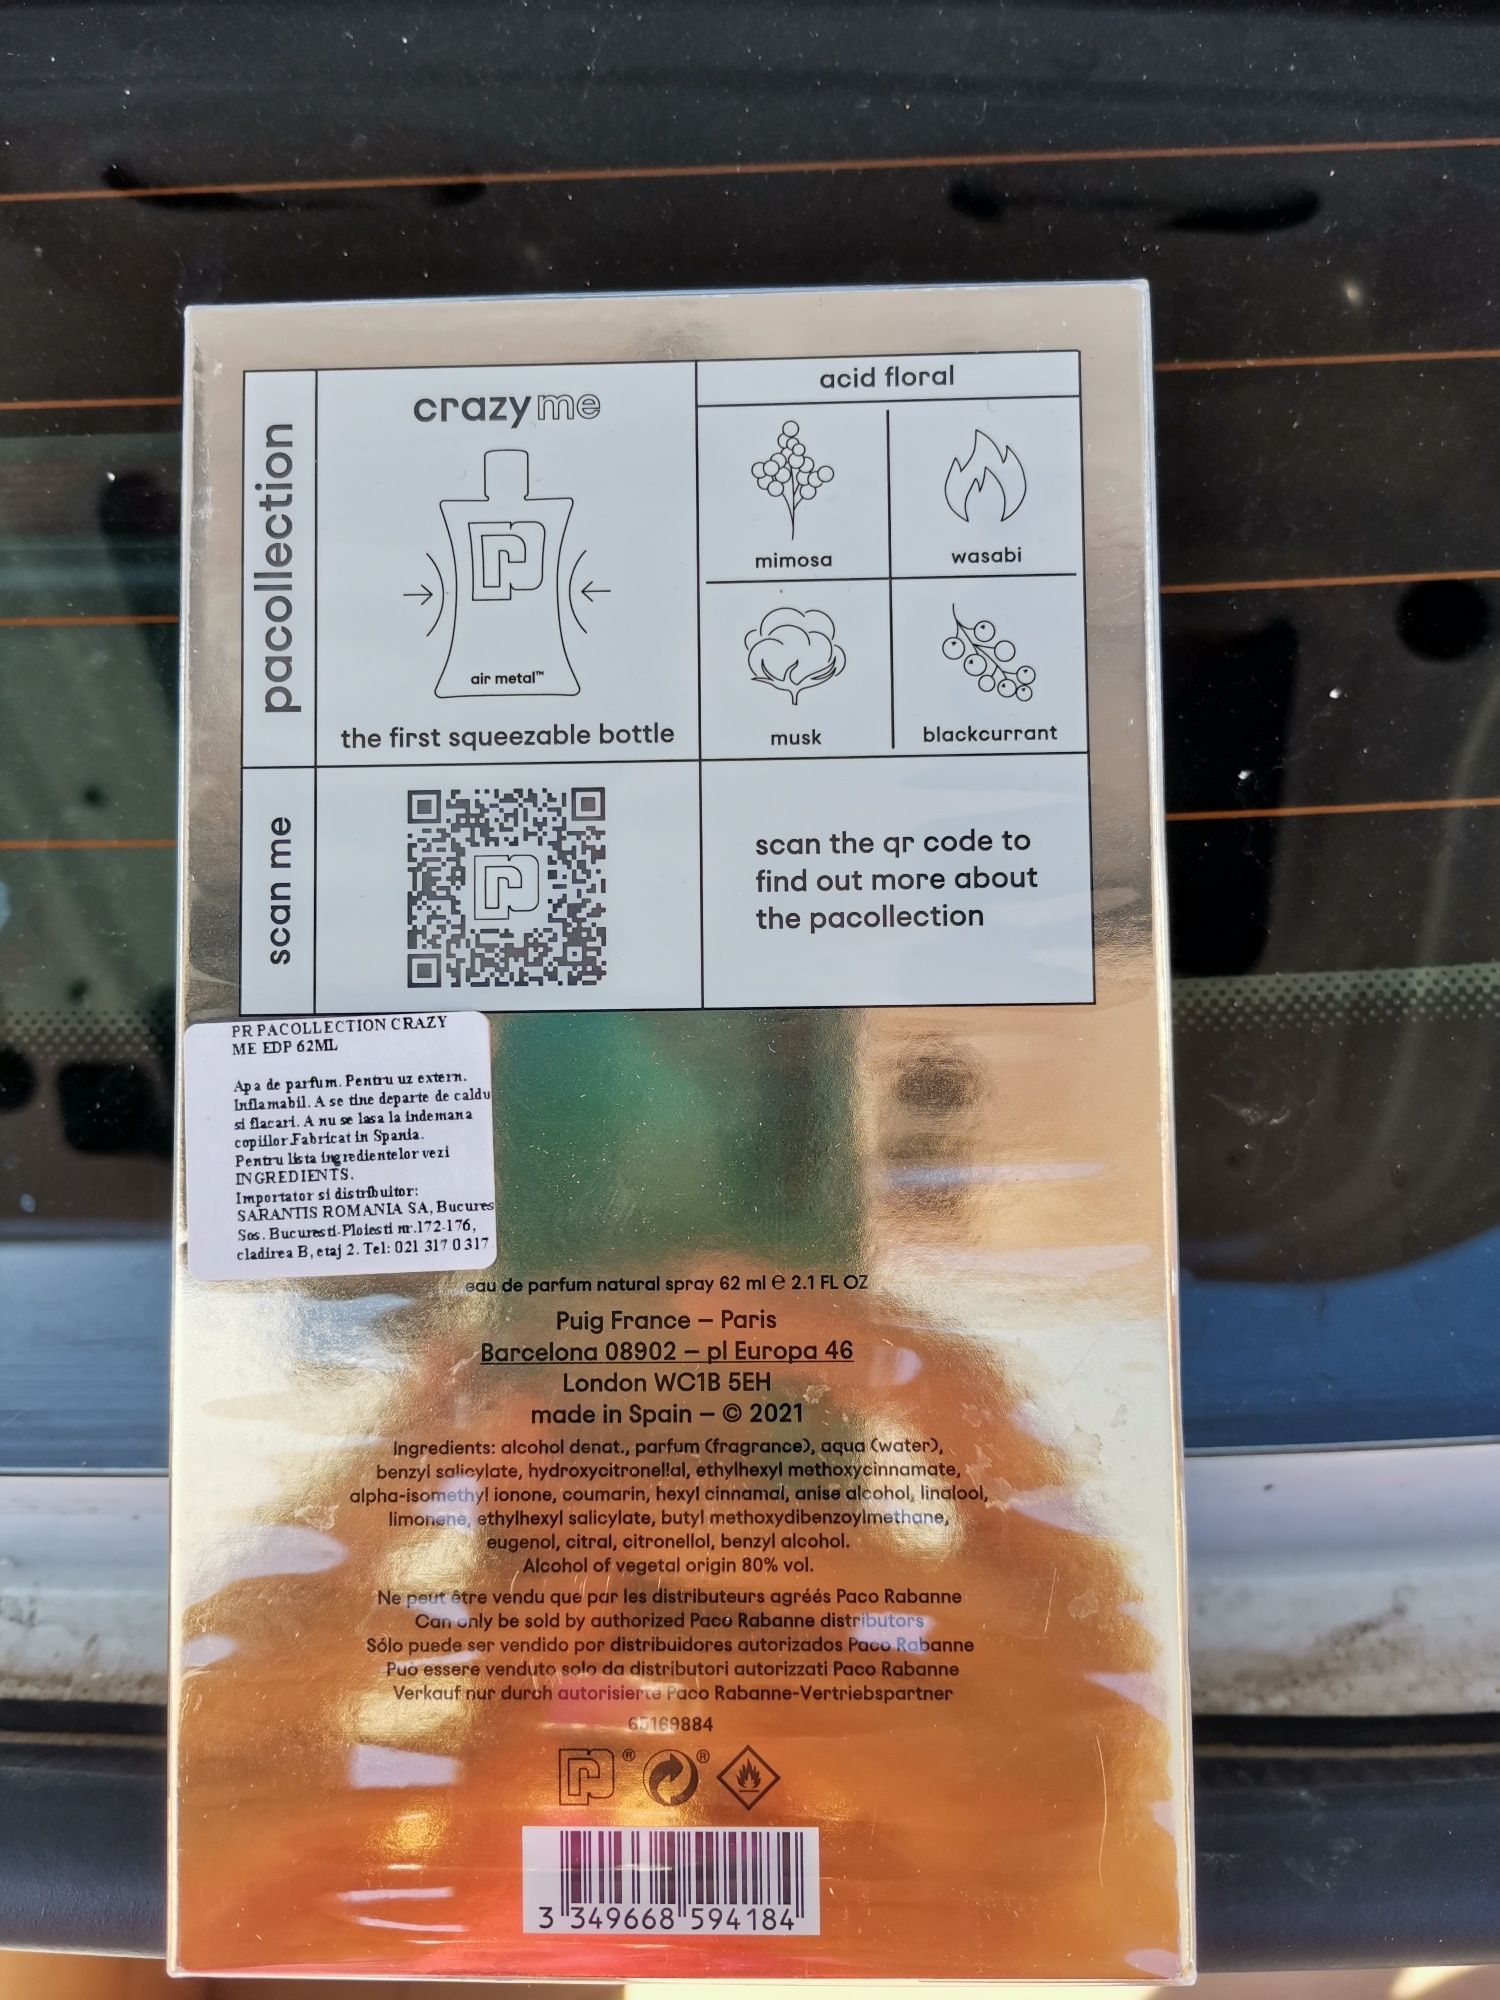 pacollection
crazy me
air metal™
the first squeezable bottle
acid floral
mimosa
wasabi
musk
blackcurrant
scan me
scan the qr code to
find out more about
the pacollection
PR PACOLLECTION CRAZY
ME EDP 62ML
Apa de parfum. Pentru uz extern.
Inflamabil. A se tine departe de caldu
si flacari. A nu se lasa la indemana
copiilor.Fabricat in Spania.
Pentru lista ingredientelor vezi
INGREDIENTS.
Importator si distribuitor:
SARANTIS ROMANIA SA, Bucures
Sos. Bucuresti-Ploiesti nr.172-176,
cladirea B, etaj 2. Tel: 021 317 0 317
eau de parfum natural spray 62 ml e 2.1 FL OZ
Puig France – Paris
Barcelona 08902 – pl Europa 46
London WC1B 5EH
made in Spain – © 2021
Ingredients: alcohol denat., parfum (fragrance), aqua (water),
benzyl salicylate, hydroxycitronellal, ethylhexyl methoxycinnamate,
alpha-isomethyl ionone, coumarin, hexyl cinnamal, anise alcohol, linalool,
limonene, ethylhexyl salicylate, butyl methoxydibenzoylmethane,
eugenol, citral, citronellol, benzyl alcohol.
Alcohol of vegetal origin 80% vol.
Ne peut être vendu que par les distributeurs agréés Paco Rabanne
Can only be sold by authorized Paco Rabanne distributors
Sólo puede ser vendido por distribuidores autorizados Paco Rabanne
Può essere venduto solo da distributori autorizzati Paco Rabanne
Verkauf nur durch autorisierte Paco Rabanne-Vertriebspartner
65169884
3 349668 594184